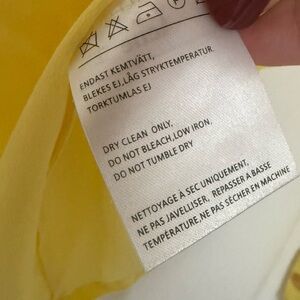 ENDAST KEMTVÄTT,
BLEKES EJ,LÅG STRYKTEMPERATUR.
TORKTUMLAS EJ
DRY CLEAN ONLY,
DO NOT BLEACH,LOW IRON,
DO NOT TUMBLE DRY
NETTOYAGE À SEC UNIQUEMENT,
NE PAS JAVELLISER, REPASSER A BASSE
TEMPÉRATURE,NE PAS SÉCHER EN MACHINE